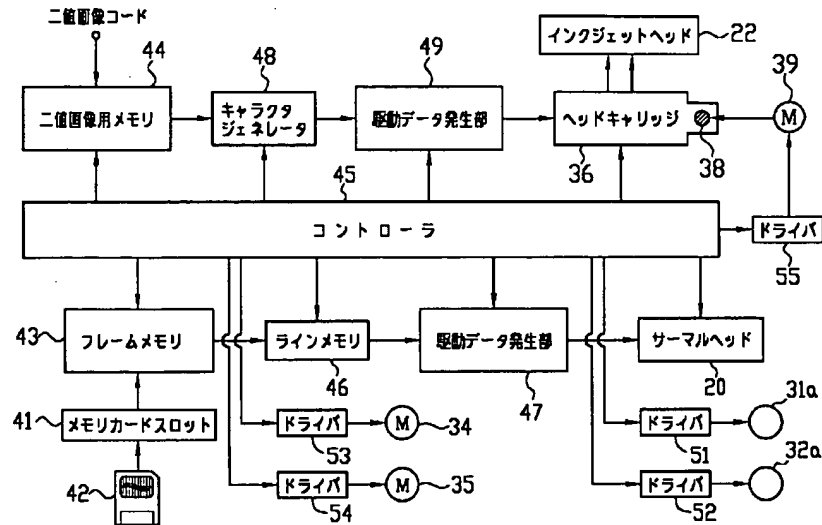 二値画像コード
44
二値画像用メモリ
48
キャラクタ
ジェネレータ
49
駆動データ発生部
インクジェットヘッド
22
ヘッドキャリッジ
36
38
39
M
45
コントローラ
ドライバ
55
43
フレームメモリ
ラインメモリ
46
駆動データ発生部
47
サーマルヘッド
20
41
メモリカードスロット
42
ドライバ
53
M
34
ドライバ
54
M
35
ドライバ
51
31a
ドライバ
52
32a